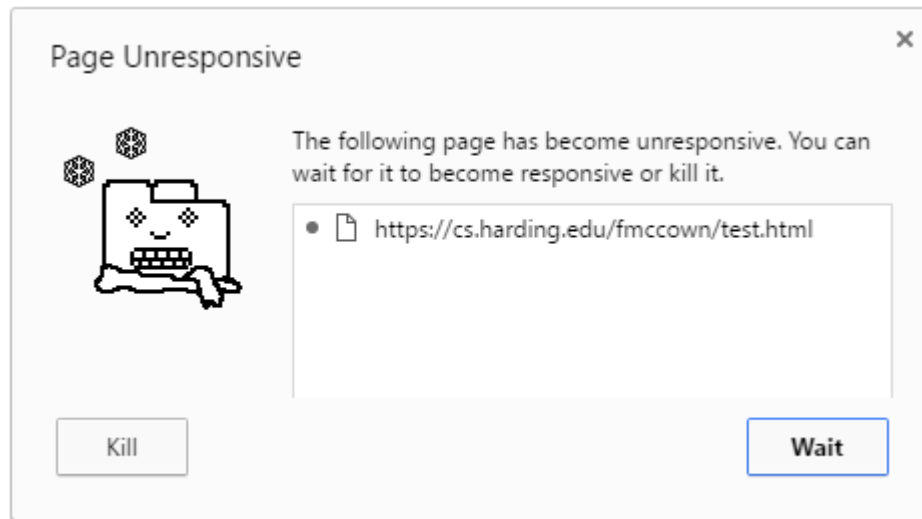 Page Unresponsive
The following page has become unresponsive. You can
wait for it to become responsive or kill it.
https://cs.harding.edu/fmccown/test.html
Kill
Wait